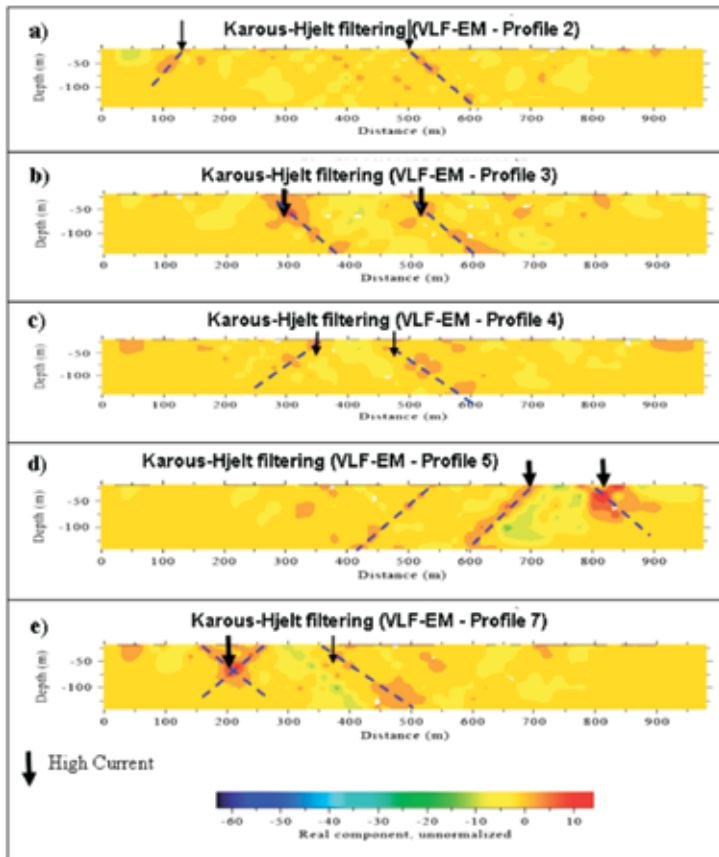 a)
Karous-Hjelt filtering (VLF-EM - Profile 2)
Depth (m)
-50
-100
0 100 200 300 400 500 600 700 800 900
Distance (m)
b)
Karous-Hjelt filtering (VLF-EM - Profile 3)
Depth (m)
-50
-100
0 100 200 300 400 500 600 700 800 900
Distance (m)
c)
Karous-Hjelt filtering (VLF-EM - Profile 4)
Depth (m)
-50
-100
0 100 200 300 400 500 600 700 800 900
Distance (m)
d)
Karous-Hjelt filtering (VLF-EM - Profile 5)
Depth (m)
-50
-100
0 100 200 300 400 500 600 700 800 900
Distance (m)
e)
Karous-Hjelt filtering (VLF-EM - Profile 7)
Depth (m)
-50
-100
0 100 200 300 400 500 600 700 800 900
Distance (m)
High Current
-60 -50 -40 -30 -20 -10 0 10
Real component, unnormalized